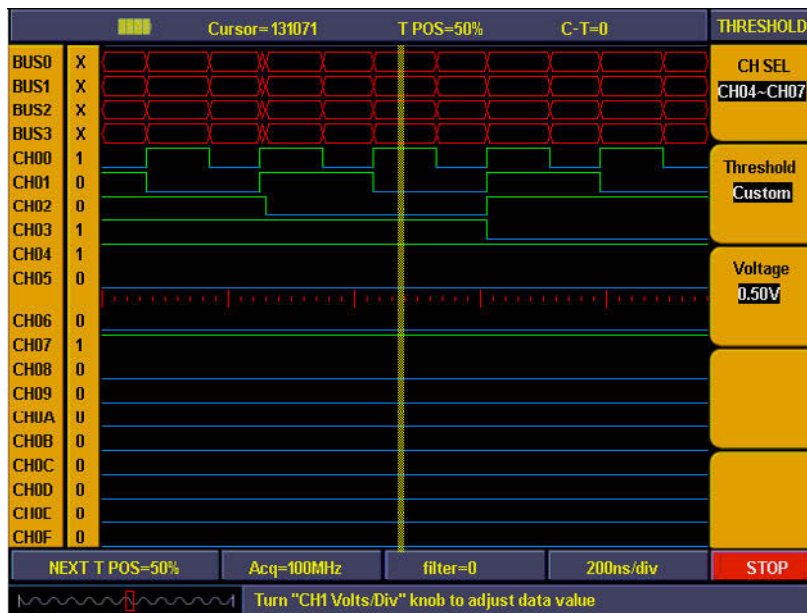 Cursor=131071 T POS=50% C-T=0 THRESHOLD
BUS0 X
BUS1 X
BUS2 X
BUS3 X
CH00 1
CH01 0
CH02 0
CH03 1
CH04 1
CH05 0
CH06 0
CH07 1
CH08 0
CH09 0
CH0A 0
CH0B 0
CH0C 0
CH0D 0
CH0E 0
CH0F 0
CH SEL
CH04~CH07
Threshold
Custom
Voltage
0.50V
NEXT T POS=50% Acq=100MHz filter=0 200ns/div STOP
Turn "CH1 Volts/Div" knob to adjust data value